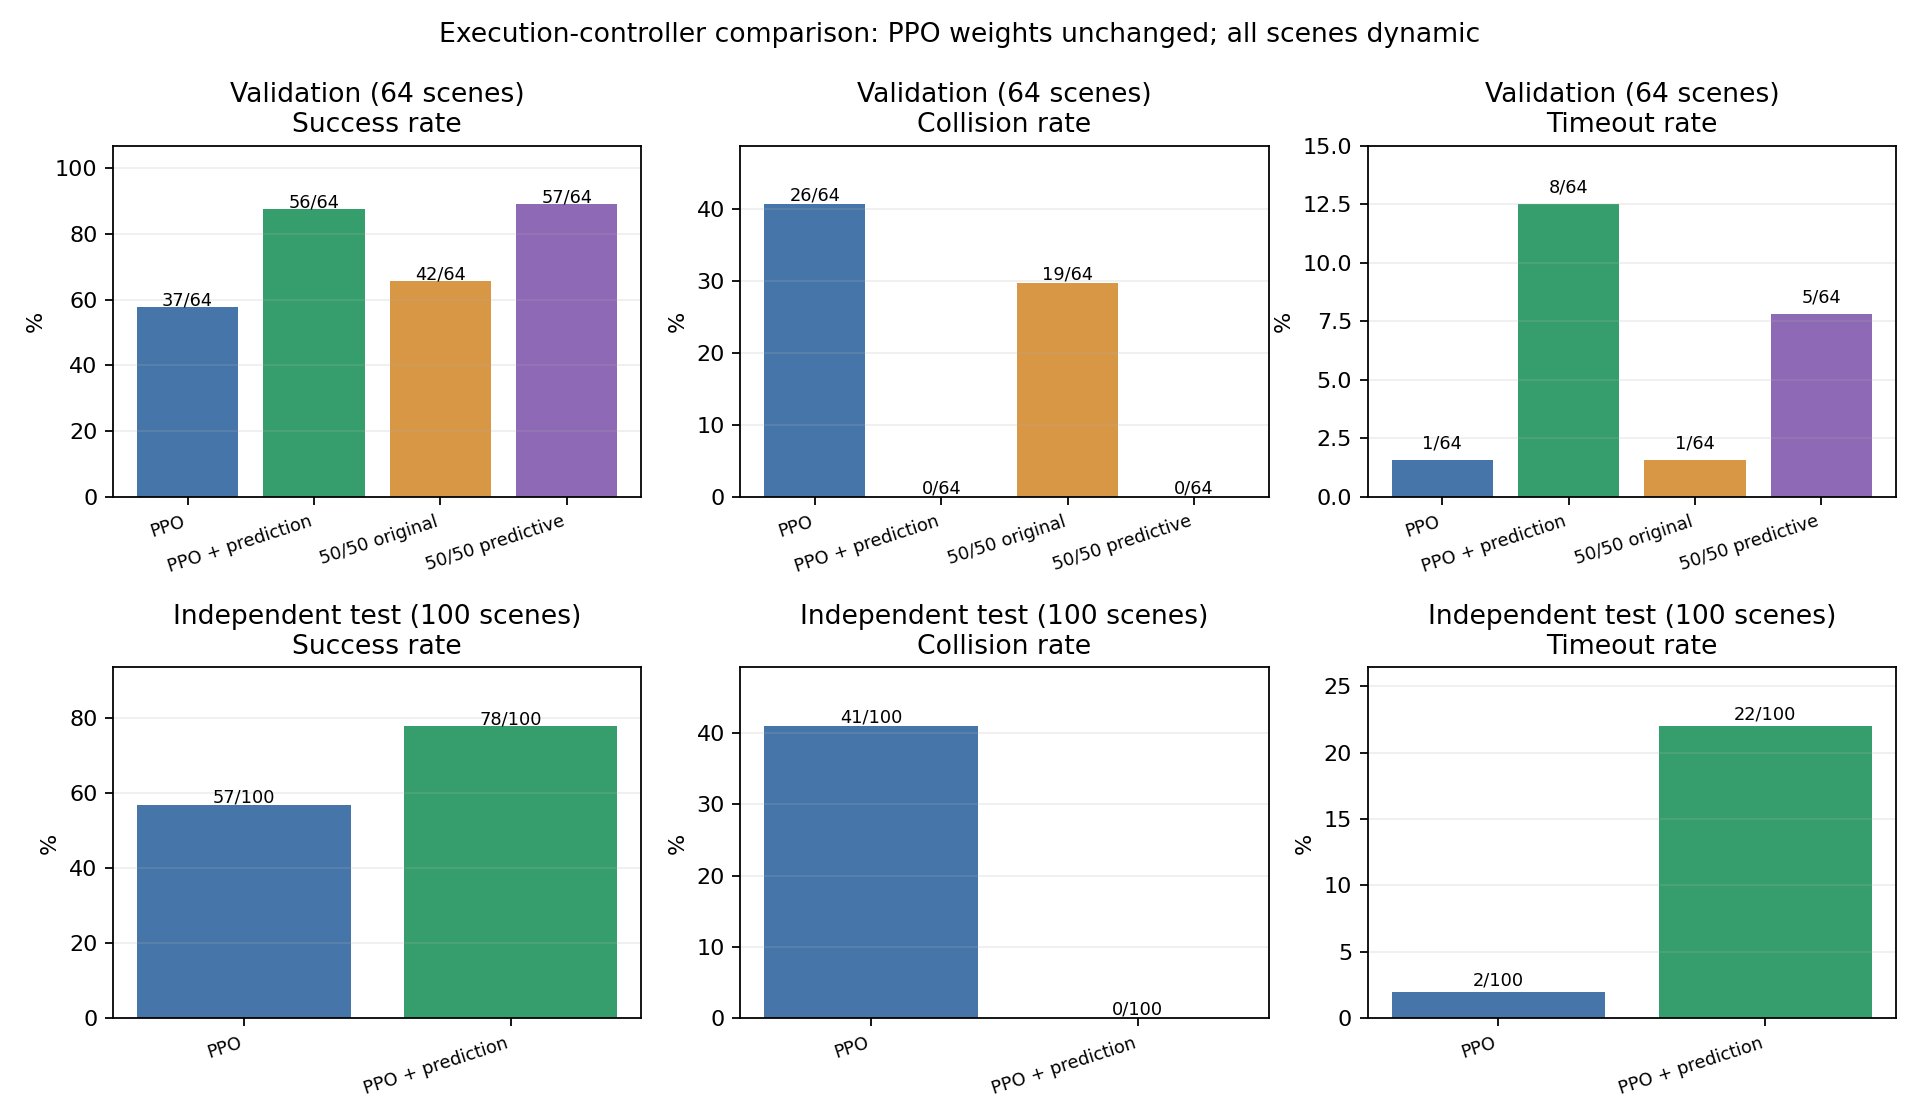 Execution-controller comparison: PPO weights unchanged; all scenes dynamic
Validation (64 scenes)
Success rate
%
100
80
60
40
20
0
37/64
56/64
42/64
57/64
PPO
PPO + prediction
50/50 original
50/50 predictive
Validation (64 scenes)
Collision rate
%
40
30
20
10
0
26/64
0/64
19/64
0/64
PPO
PPO + prediction
50/50 original
50/50 predictive
Validation (64 scenes)
Timeout rate
%
15.0
12.5
10.0
7.5
5.0
2.5
0.0
1/64
8/64
1/64
5/64
PPO
PPO + prediction
50/50 original
50/50 predictive
Independent test (100 scenes)
Success rate
%
80
60
40
20
0
57/100
78/100
PPO
PPO + prediction
Independent test (100 scenes)
Collision rate
%
40
30
20
10
0
41/100
0/100
PPO
PPO + prediction
Independent test (100 scenes)
Timeout rate
%
25
20
15
10
5
0
2/100
22/100
PPO
PPO + prediction